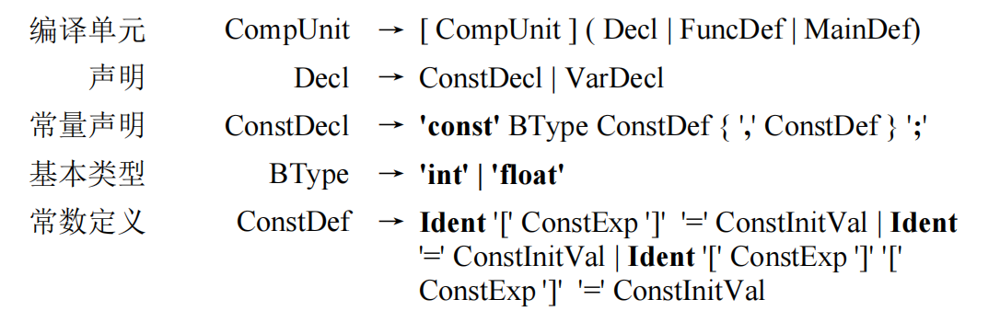 编译单元 CompUnit → [ CompUnit ] ( Decl | FuncDef | MainDef)
声明 Decl → ConstDecl | VarDecl
常量声明 ConstDecl → 'const' BType ConstDef { ',' ConstDef } ';'
基本类型 BType → 'int' | 'float'
常数定义 ConstDef → Ident '[' ConstExp ']' '=' ConstInitVal | Ident
'=' ConstInitVal | Ident '[' ConstExp ']' '['
ConstExp ']' '=' ConstInitVal